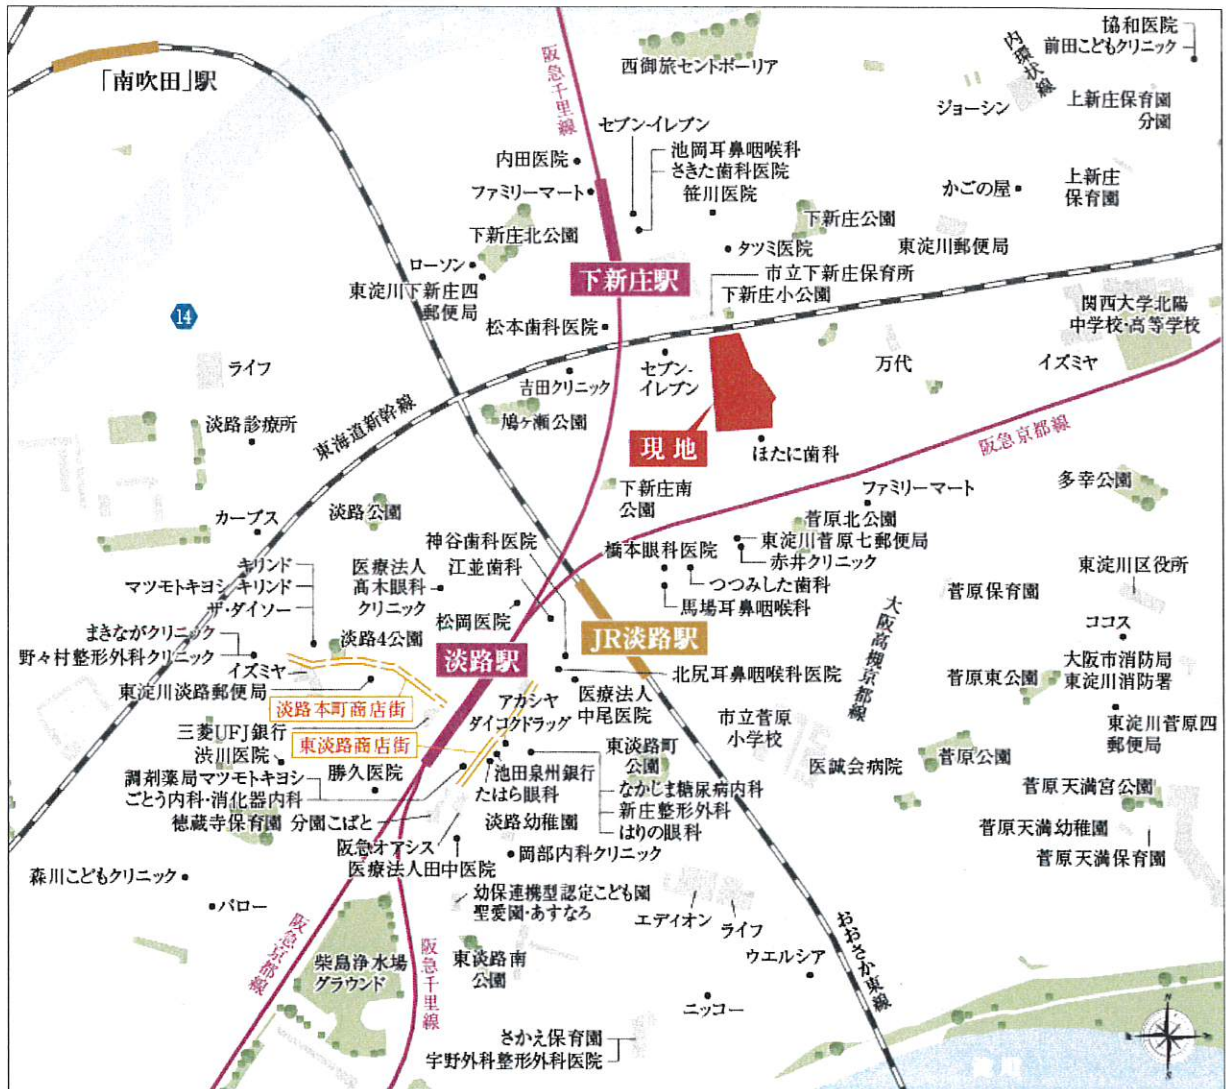 「南吹田」駅
阪急千里線
西御旅セントポーリア
内環状線
協和医院
前田こどもクリニック
ジョーシン
上新庄保育園
分園
セブン-イレブン
池岡耳鼻咽喉科
さきた歯科医院
笹川医院
内田医院
ファミリーマート
かごの屋
上新庄
保育園
下新庄北公園
下新庄公園
東淀川郵便局
ローソン
タツミ医院
東淀川下新庄四
郵便局
下新庄駅
市立下新庄保育所
下新庄小公園
関西大学北陽
中学校・高等学校
14
松本歯科医院
ライフ
吉田クリニック
セブン-
イレブン
万代
イズミヤ
東海道新幹線
淡路診療所
鳩ヶ瀬公園
現地
ほたに歯科
阪急京都線
下新庄南
公園
ファミリーマート
多幸公園
カーブス
淡路公園
菅原北公園
神谷歯科医院
江並歯科
橋本眼科医院
東淀川菅原七郵便局
赤井クリニック
つつみした歯科
馬場耳鼻咽喉科
キリンド
マツモトキヨシ キリンド
ザ・ダイソー
医療法人
髙木眼科
クリニック
松岡医院
大阪高槻京都線
菅原保育園
東淀川区役所
まきながクリニック
野々村整形外科クリニック
淡路4公園
淡路駅
JR淡路駅
ココス
イズミヤ
東淀川淡路郵便局
淡路本町商店街
北尻耳鼻咽喉科医院
医療法人
中尾医院
菅原東公園
大阪市消防局
東淀川消防署
アカシヤ
ダイコクドラッグ
三菱UFJ銀行
東淡路商店街
渋川医院
市立菅原
小学校
東淀川菅原四
郵便局
東淡路町
公園
医誠会病院
菅原公園
調剤薬局マツモトキヨシ
ごとう内科・消化器内科
勝久医院
池田泉州銀行
たはら眼科
なかじま糖尿病内科
新庄整形外科
はりの眼科
菅原天満宮公園
徳蔵寺保育園 分園こばと
淡路幼稚園
菅原天満幼稚園
阪急オアシス
医療法人田中医院
岡部内科クリニック
菅原天満保育園
森川こどもクリニック
バロー
幼保連携型認定こども園
聖愛園・あすなろ
エディオン
ライフ
阪急京都線
柴島浄水場
グラウンド
阪急千里線
東淡路南
公園
ウエルシア
おおさか東線
ニッコー
さかえ保育園
宇野外科整形外科医院
N